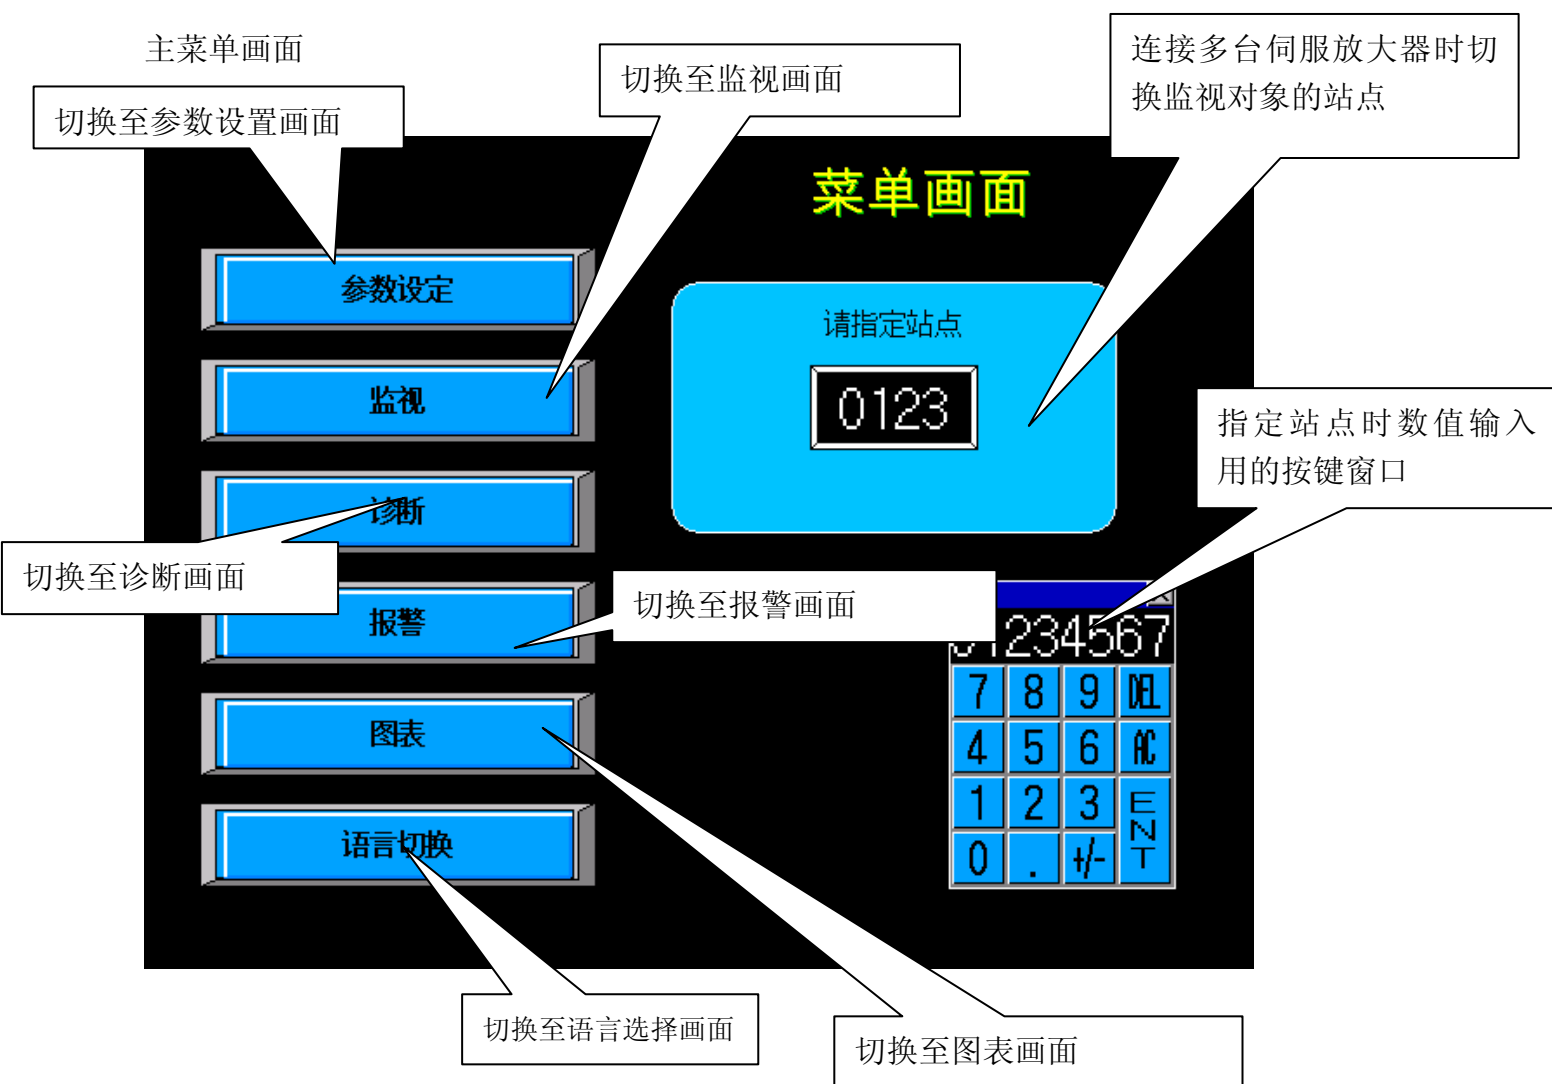 主菜单画面
切换至参数设置画面
切换至监视画面
连接多台伺服放大器时切
换监视对象的站点
菜单画面
参数设定
请指定站点
监视
0123
指定站点时数值输入
用的按键窗口
诊断
切换至诊断画面
切换至报警画面
报警
01234567
7 8 9 DEL
图表
4 5 6 AC
1 2 3 ENT
语言切换
0 . +/-
切换至语言选择画面
切换至图表画面